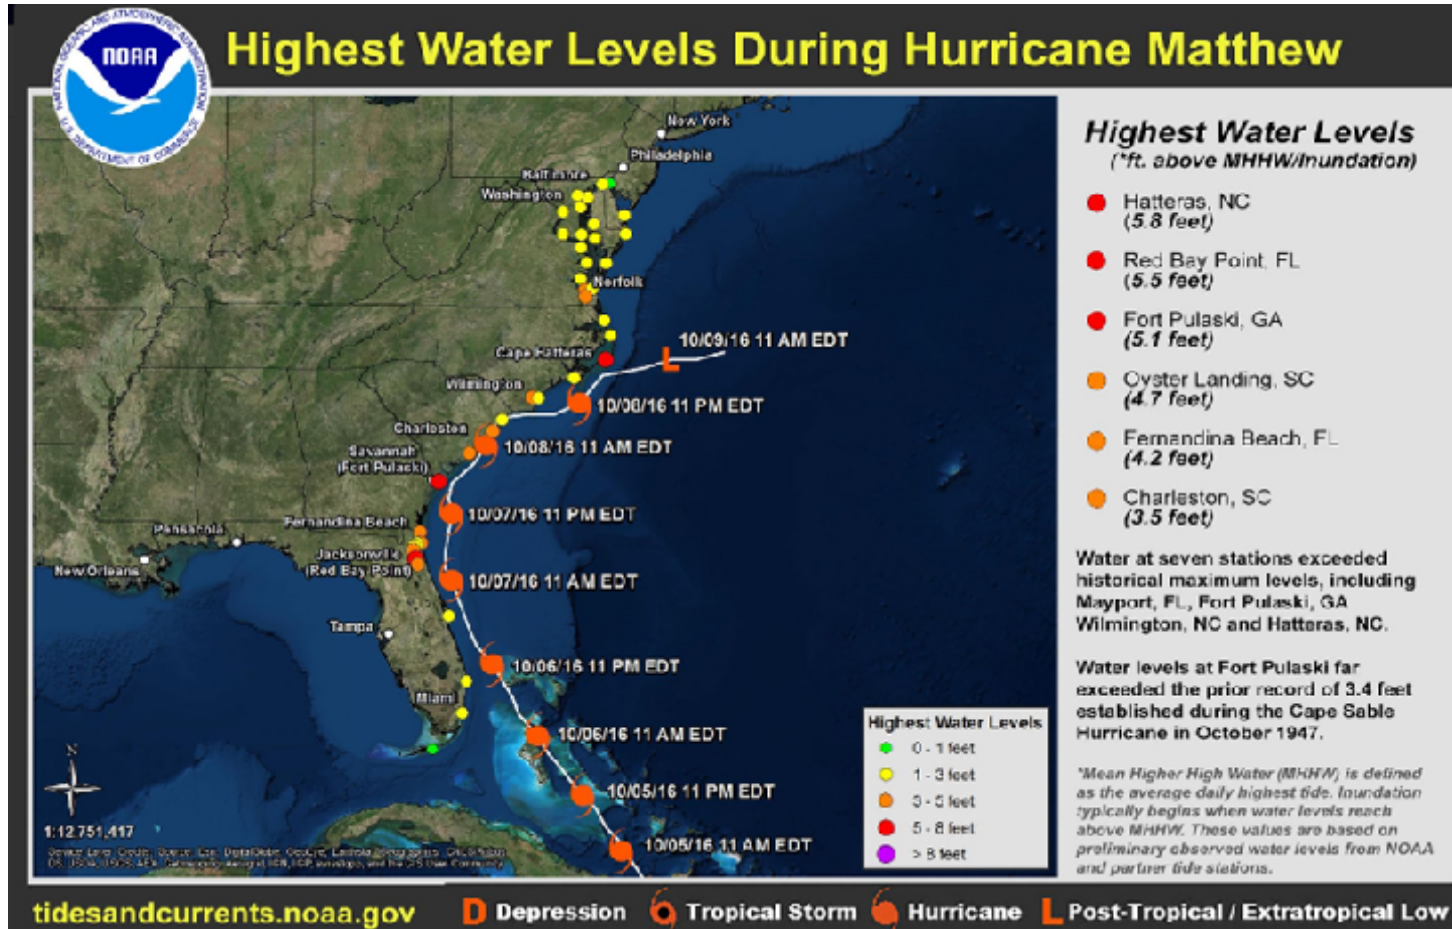 NOAA
NATIONAL OCEANIC AND ATMOSPHERIC ADMINISTRATION
U.S. DEPARTMENT OF COMMERCE
Highest Water Levels During Hurricane Matthew
New York
Philadelphia
Baltimore
Washington
Norfolk
10/09/16 11 AM EDT
Cape Hatteras
Wilmington
10/08/16 11 PM EDT
Charleston
10/08/16 11 AM EDT
Savannah
(Fort Pulaski)
10/07/16 11 PM EDT
Fernandina Beach
Pensacola
Jacksonville
(Red Bay Point)
New Orleans
10/07/16 11 AM EDT
Tampa
10/06/16 11 PM EDT
Miami
10/06/16 11 AM EDT
10/05/16 11 PM EDT
10/05/16 11 AM EDT
N
1:12,751,417
Highest Water Levels
0 - 1 feet
1 - 3 feet
3 - 5 feet
5 - 8 feet
> 8 feet
Highest Water Levels
(*ft. above MHHW/Inundation)
Hatteras, NC
(5.8 feet)
Red Bay Point, FL
(5.5 feet)
Fort Pulaski, GA
(5.1 feet)
Oyster Landing, SC
(4.7 feet)
Fernandina Beach, FL
(4.2 feet)
Charleston, SC
(3.5 feet)
Water at seven stations exceeded
historical maximum levels, including
Mayport, FL, Fort Pulaski, GA
Wilmington, NC and Hatteras, NC.
Water levels at Fort Pulaski far
exceeded the prior record of 3.4 feet
established during the Cape Sable
Hurricane in October 1947.
*Mean Higher High Water (MHHW) is defined
as the average daily highest tide. Inundation
typically begins when water levels reach
above MHHW. These values are based on
preliminary observed water levels from NOAA
and partner tide stations.
tidesandcurrents.noaa.gov
D Depression
Tropical Storm
Hurricane
L Post-Tropical / Extratropical Low